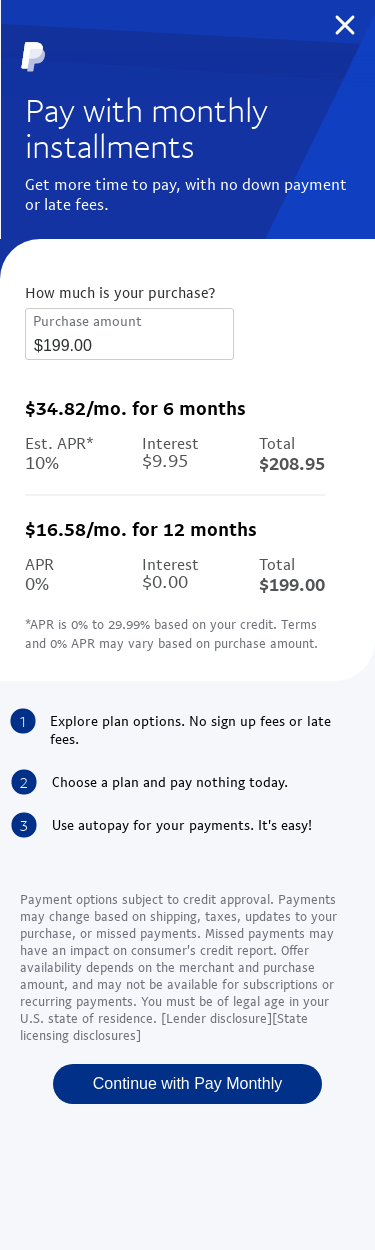 Pay with monthly
installments
Get more time to pay, with no down payment
or late fees.
How much is your purchase?
Purchase amount
$199.00
$34.82/mo. for 6 months
Est. APR* Interest Total
10% $9.95 $208.95
$16.58/mo. for 12 months
APR Interest Total
0% $0.00 $199.00
*APR is 0% to 29.99% based on your credit. Terms
and 0% APR may vary based on purchase amount.
1 Explore plan options. No sign up fees or late
fees.
2 Choose a plan and pay nothing today.
3 Use autopay for your payments. It's easy!
Payment options subject to credit approval. Payments
may change based on shipping, taxes, updates to your
purchase, or missed payments. Missed payments may
have an impact on consumer's credit report. Offer
availability depends on the merchant and purchase
amount, and may not be available for subscriptions or
recurring payments. You must be of legal age in your
U.S. state of residence. [Lender disclosure][State
licensing disclosures]
Continue with Pay Monthly